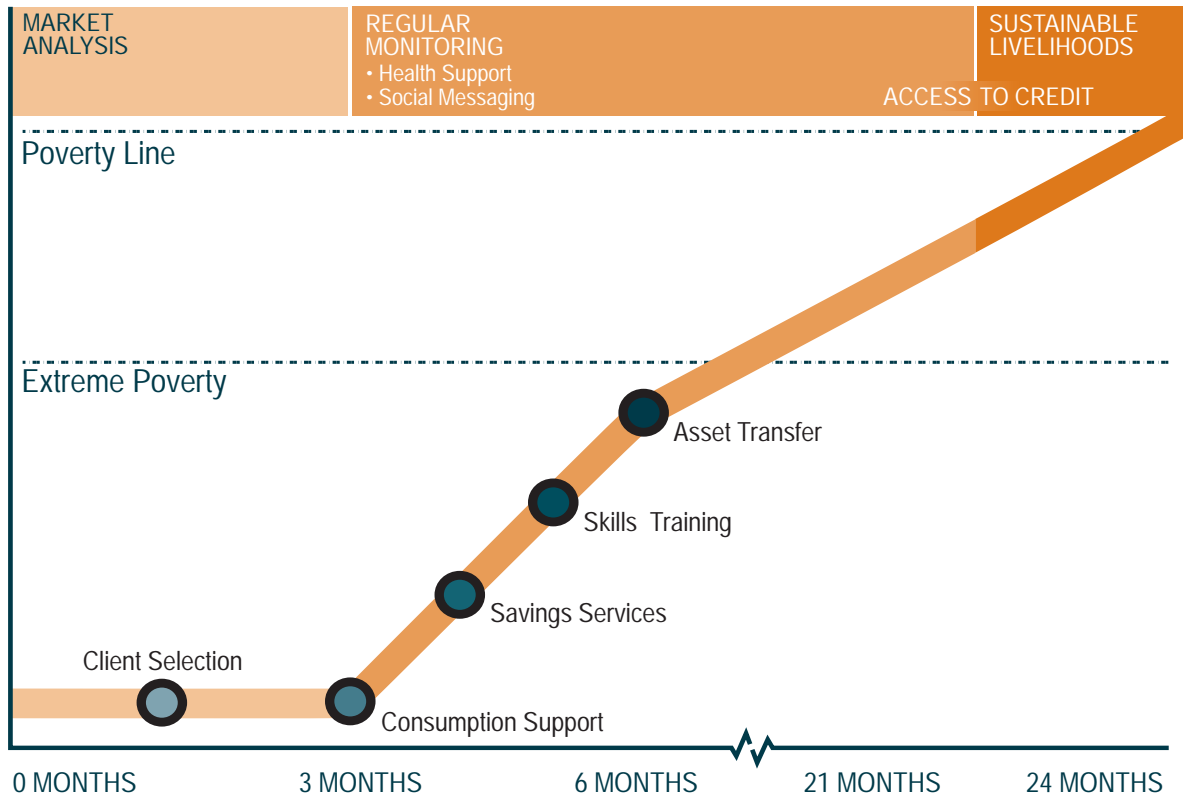 MARKET
ANALYSIS
REGULAR
MONITORING
• Health Support
• Social Messaging
SUSTAINABLE
LIVELIHOODS
ACCESS TO CREDIT
Poverty Line
Extreme Poverty
Asset Transfer
Skills Training
Savings Services
Client Selection
Consumption Support
0 MONTHS
3 MONTHS
6 MONTHS
21 MONTHS
24 MONTHS